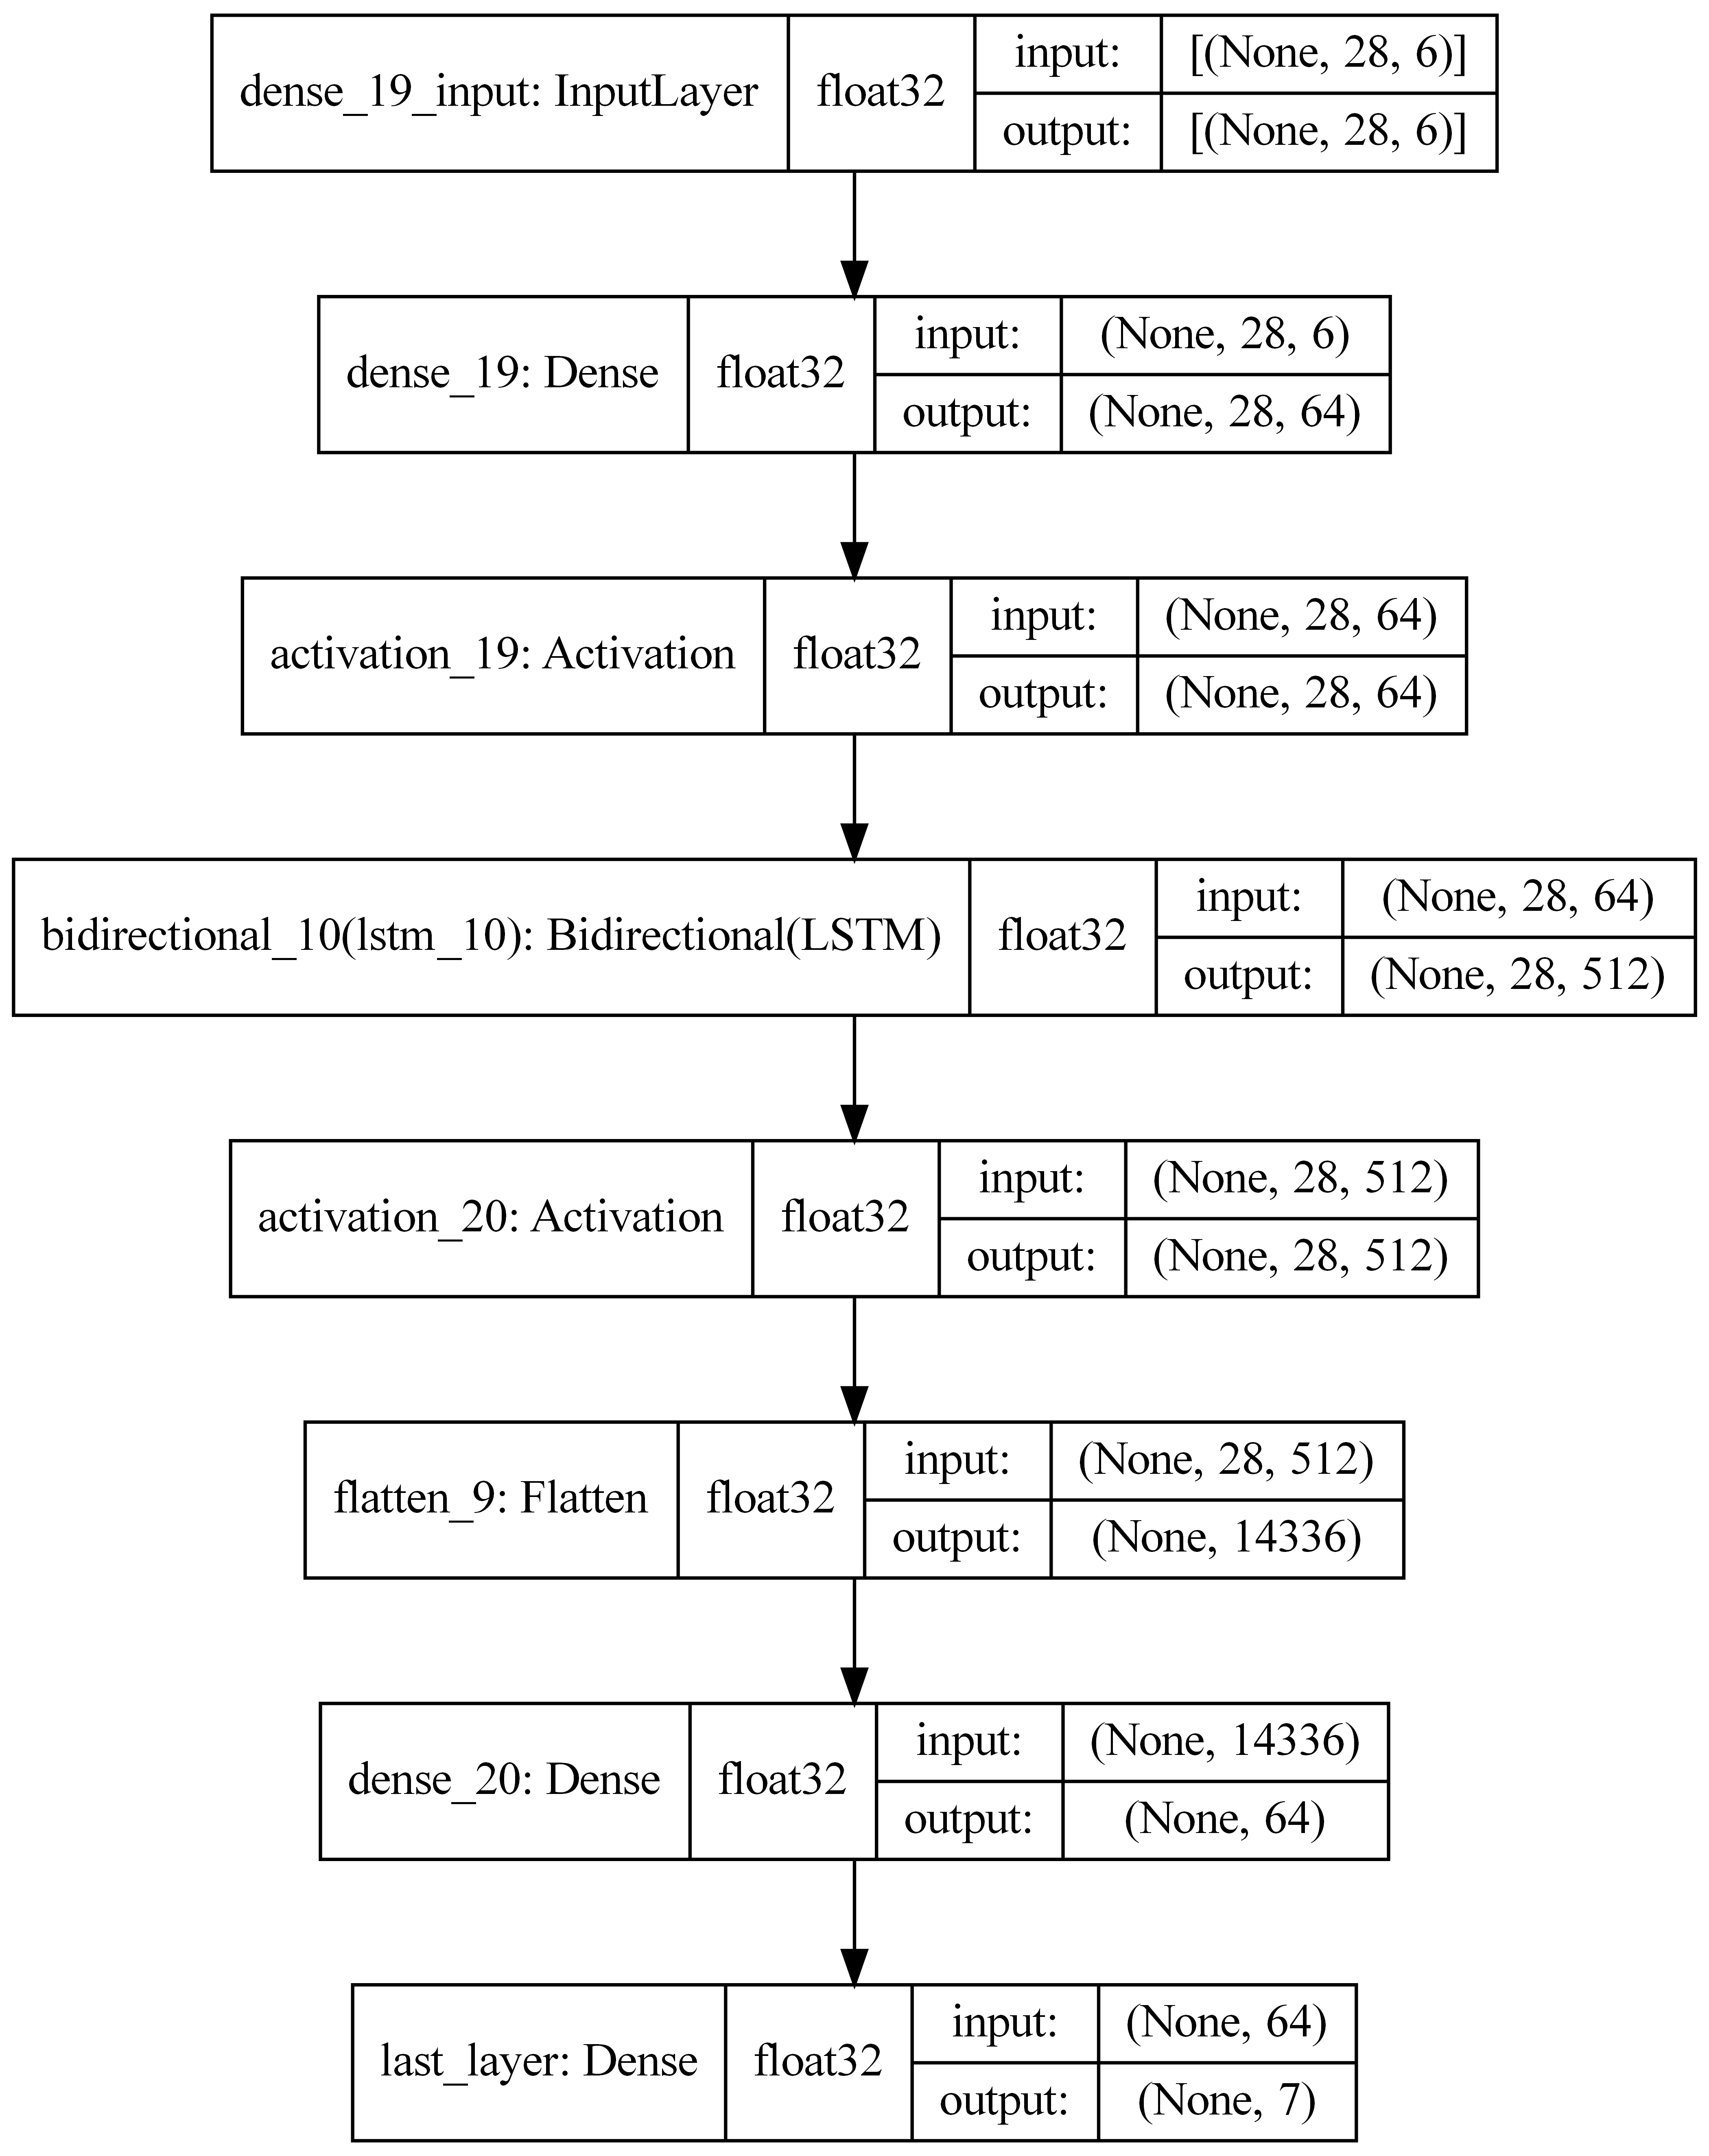 dense_19_input: InputLayer float32 input: [(None, 28, 6)]
output: [(None, 28, 6)]
dense_19: Dense float32 input: (None, 28, 6)
output: (None, 28, 64)
activation_19: Activation float32 input: (None, 28, 64)
output: (None, 28, 64)
bidirectional_10(lstm_10): Bidirectional(LSTM) float32 input: (None, 28, 64)
output: (None, 28, 512)
activation_20: Activation float32 input: (None, 28, 512)
output: (None, 28, 512)
flatten_9: Flatten float32 input: (None, 28, 512)
output: (None, 14336)
dense_20: Dense float32 input: (None, 14336)
output: (None, 64)
last_layer: Dense float32 input: (None, 64)
output: (None, 7)